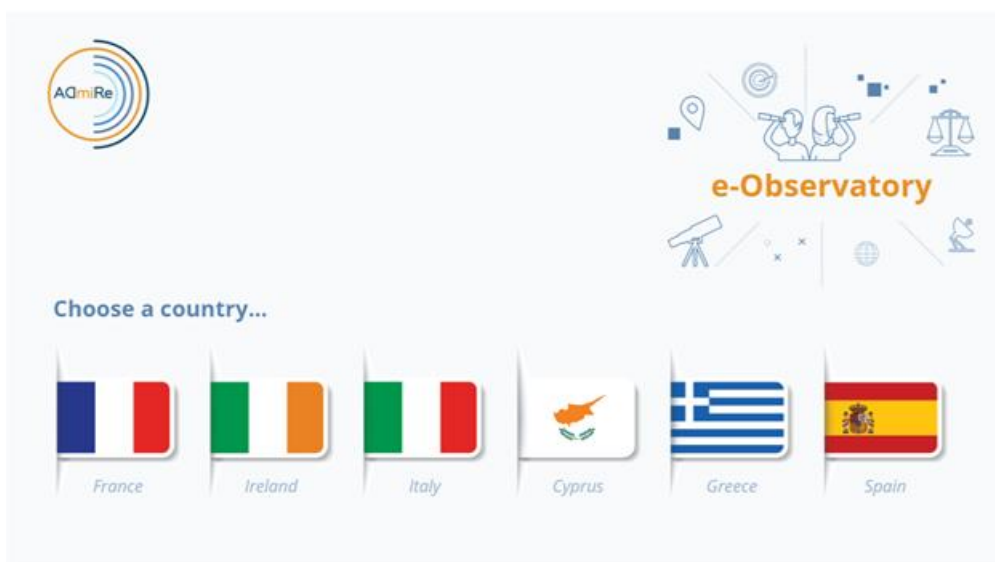 ADmiRe
e-Observatory
Choose a country...
France
Ireland
Italy
Cyprus
Greece
Spain